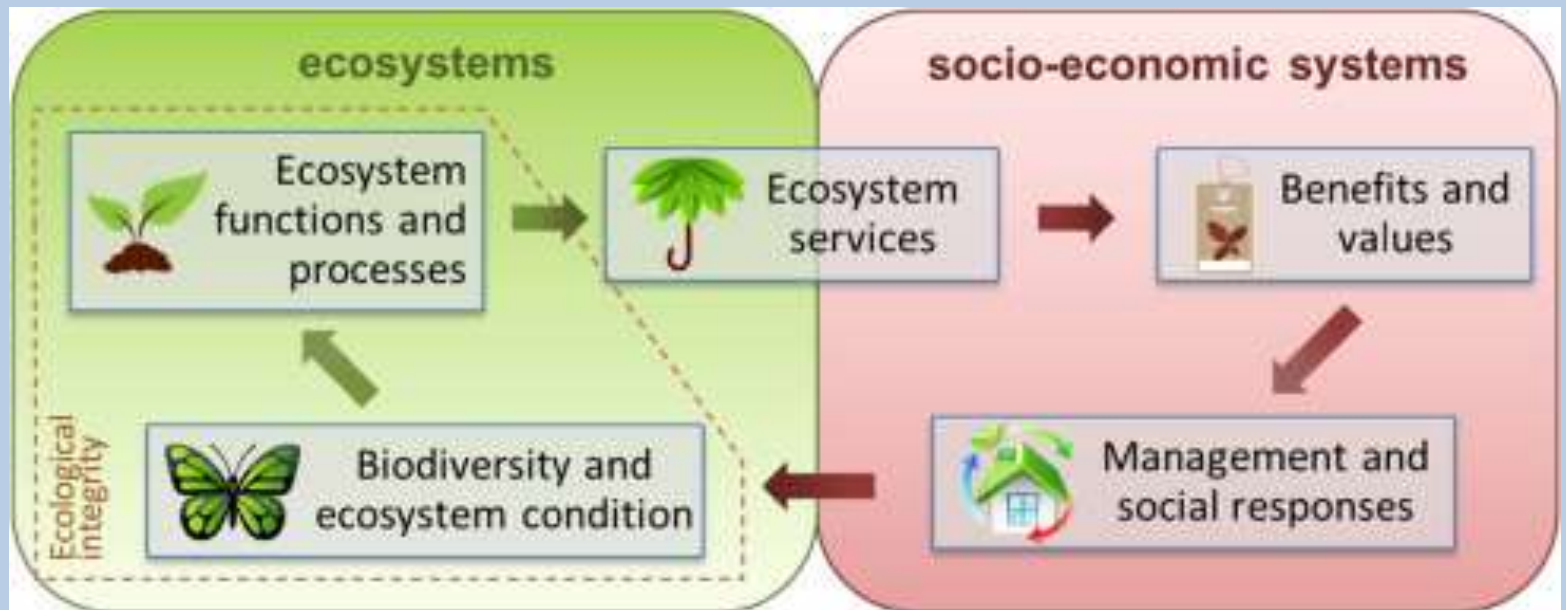 ecosystems
socio-economic systems
Ecosystem
functions and
processes
Ecosystem
services
Benefits and
values
Ecological
integrity
Biodiversity and
ecosystem condition
Management and
social responses